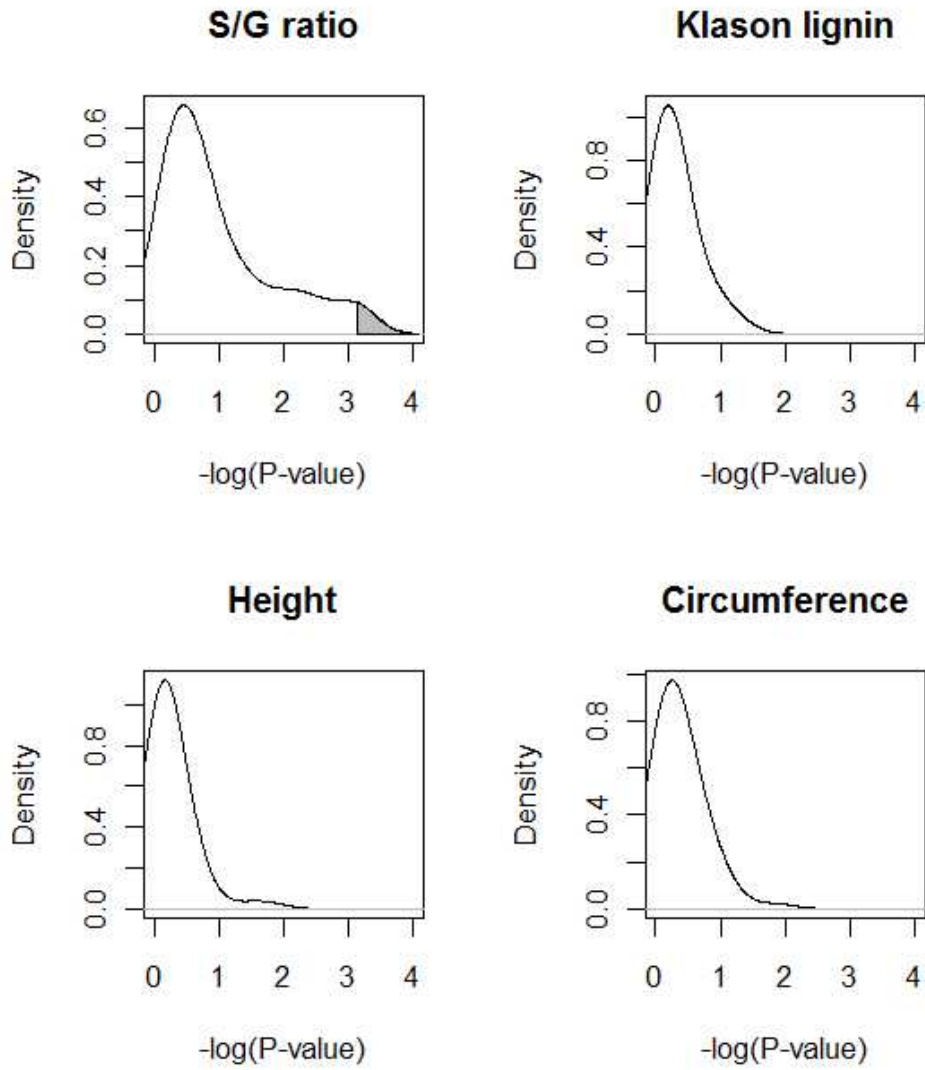 S/G ratio
Density
0.0 0.2 0.4 0.6
0 1 2 3 4
-log(P-value)
Klason lignin
Density
0.0 0.4 0.8
0 1 2 3 4
-log(P-value)
Height
Density
0.0 0.4 0.8
0 1 2 3 4
-log(P-value)
Circumference
Density
0.0 0.4 0.8
0 1 2 3 4
-log(P-value)